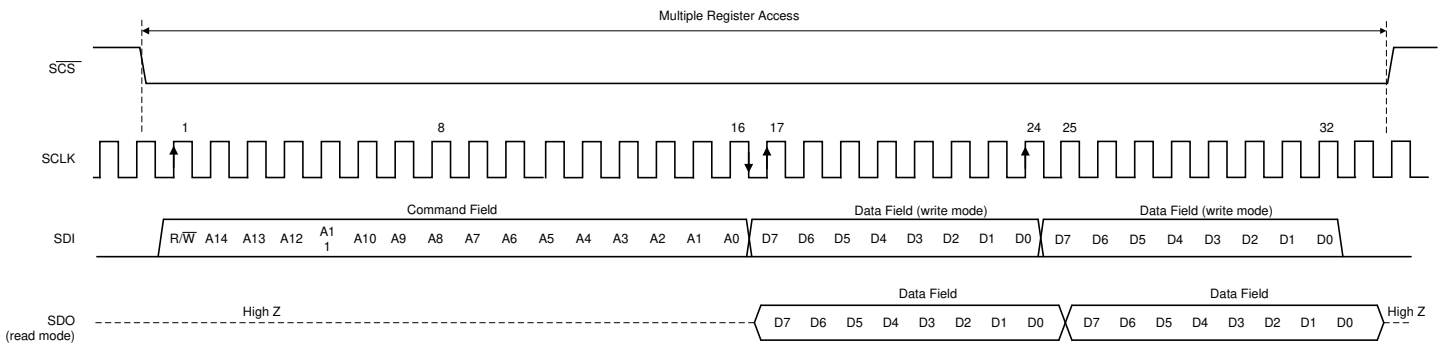 Multiple Register Access
SCS
1 8 16 17 24 25 32
SCLK
Command Field Data Field (write mode) Data Field (write mode)
SDI R/W A14 A13 A12 A1 A10 A9 A8 A7 A6 A5 A4 A3 A2 A1 A0 D7 D6 D5 D4 D3 D2 D1 D0 D7 D6 D5 D4 D3 D2 D1 D0
1
Data Field Data Field
High Z High Z
SDO D7 D6 D5 D4 D3 D2 D1 D0 D7 D6 D5 D4 D3 D2 D1 D0
(read mode)